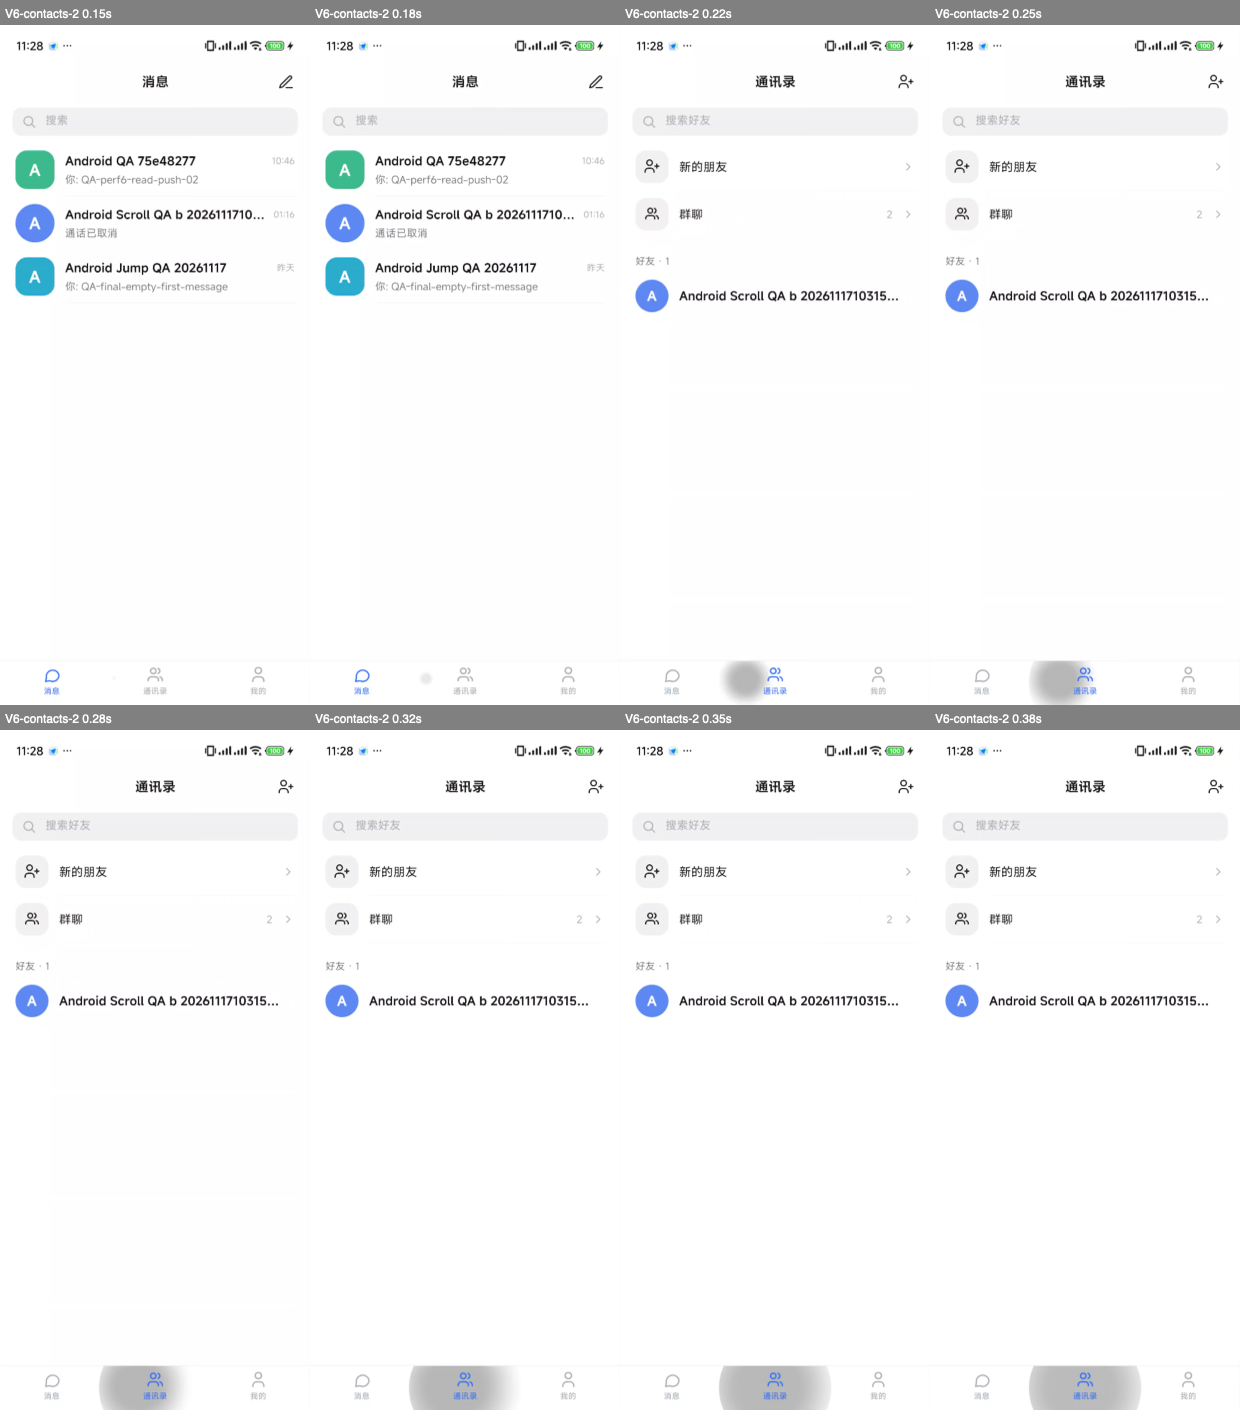 V6-contacts-2 0.15s
11:28 ···
100
消息
搜索
A
Android QA 75e48277
10:46
你: QA-perf6-read-push-02
A
Android Scroll QA b 2026111710...
01:16
通话已取消
A
Android Jump QA 20261117
昨天
你: QA-final-empty-first-message
消息
通讯录
我的
V6-contacts-2 0.18s
11:28 ···
100
消息
搜索
A
Android QA 75e48277
10:46
你: QA-perf6-read-push-02
A
Android Scroll QA b 2026111710...
01:16
通话已取消
A
Android Jump QA 20261117
昨天
你: QA-final-empty-first-message
消息
通讯录
我的
V6-contacts-2 0.22s
11:28 ···
100
通讯录
搜索好友
新的朋友
群聊
2
好友 · 1
A
Android Scroll QA b 2026111710315...
消息
通讯录
我的
V6-contacts-2 0.25s
11:28 ···
100
通讯录
搜索好友
新的朋友
群聊
2
好友 · 1
A
Android Scroll QA b 2026111710315...
消息
通讯录
我的
V6-contacts-2 0.28s
11:28 ···
100
通讯录
搜索好友
新的朋友
群聊
2
好友 · 1
A
Android Scroll QA b 2026111710315...
消息
通讯录
我的
V6-contacts-2 0.32s
11:28 ···
100
通讯录
搜索好友
新的朋友
群聊
2
好友 · 1
A
Android Scroll QA b 2026111710315...
消息
通讯录
我的
V6-contacts-2 0.35s
11:28 ···
100
通讯录
搜索好友
新的朋友
群聊
2
好友 · 1
A
Android Scroll QA b 2026111710315...
消息
通讯录
我的
V6-contacts-2 0.38s
11:28 ···
100
通讯录
搜索好友
新的朋友
群聊
2
好友 · 1
A
Android Scroll QA b 2026111710315...
消息
通讯录
我的